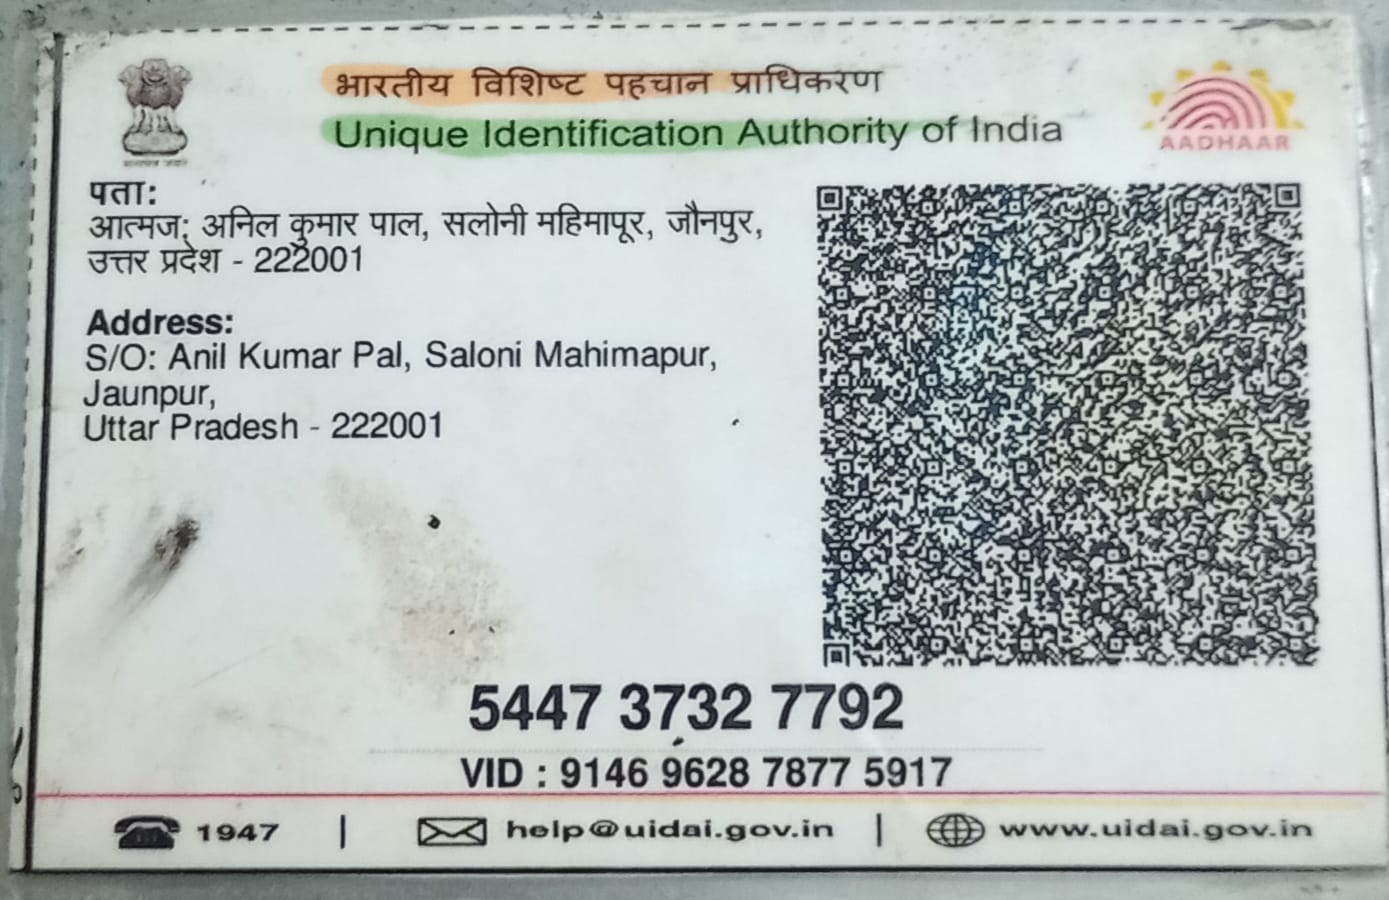 भारतीय विशिष्ट पहचान प्राधिकरण
Unique Identification Authority of India
AADHAAR
पता:
आत्मज: अनिल कुमार पाल, सलोनी महिमापूर, जौनपुर,
उत्तर प्रदेश - 222001
Address:
S/O: Anil Kumar Pal, Saloni Mahimapur,
Jaunpur,
Uttar Pradesh - 222001
5447 3732 7792
VID : 9146 9628 7877 5917
1947 | help@uidai.gov.in | www.uidai.gov.in